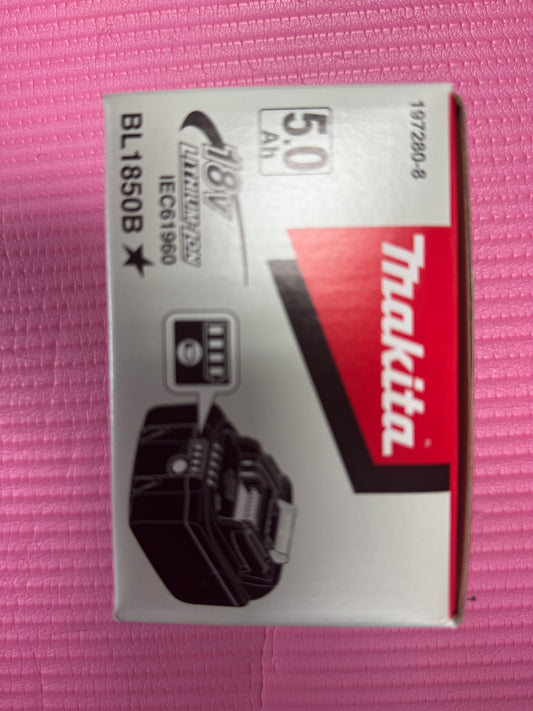 197280-8
Makita
5.0
Ah
18V
LITHIUM-ION
IEC61960
BL1850B ★